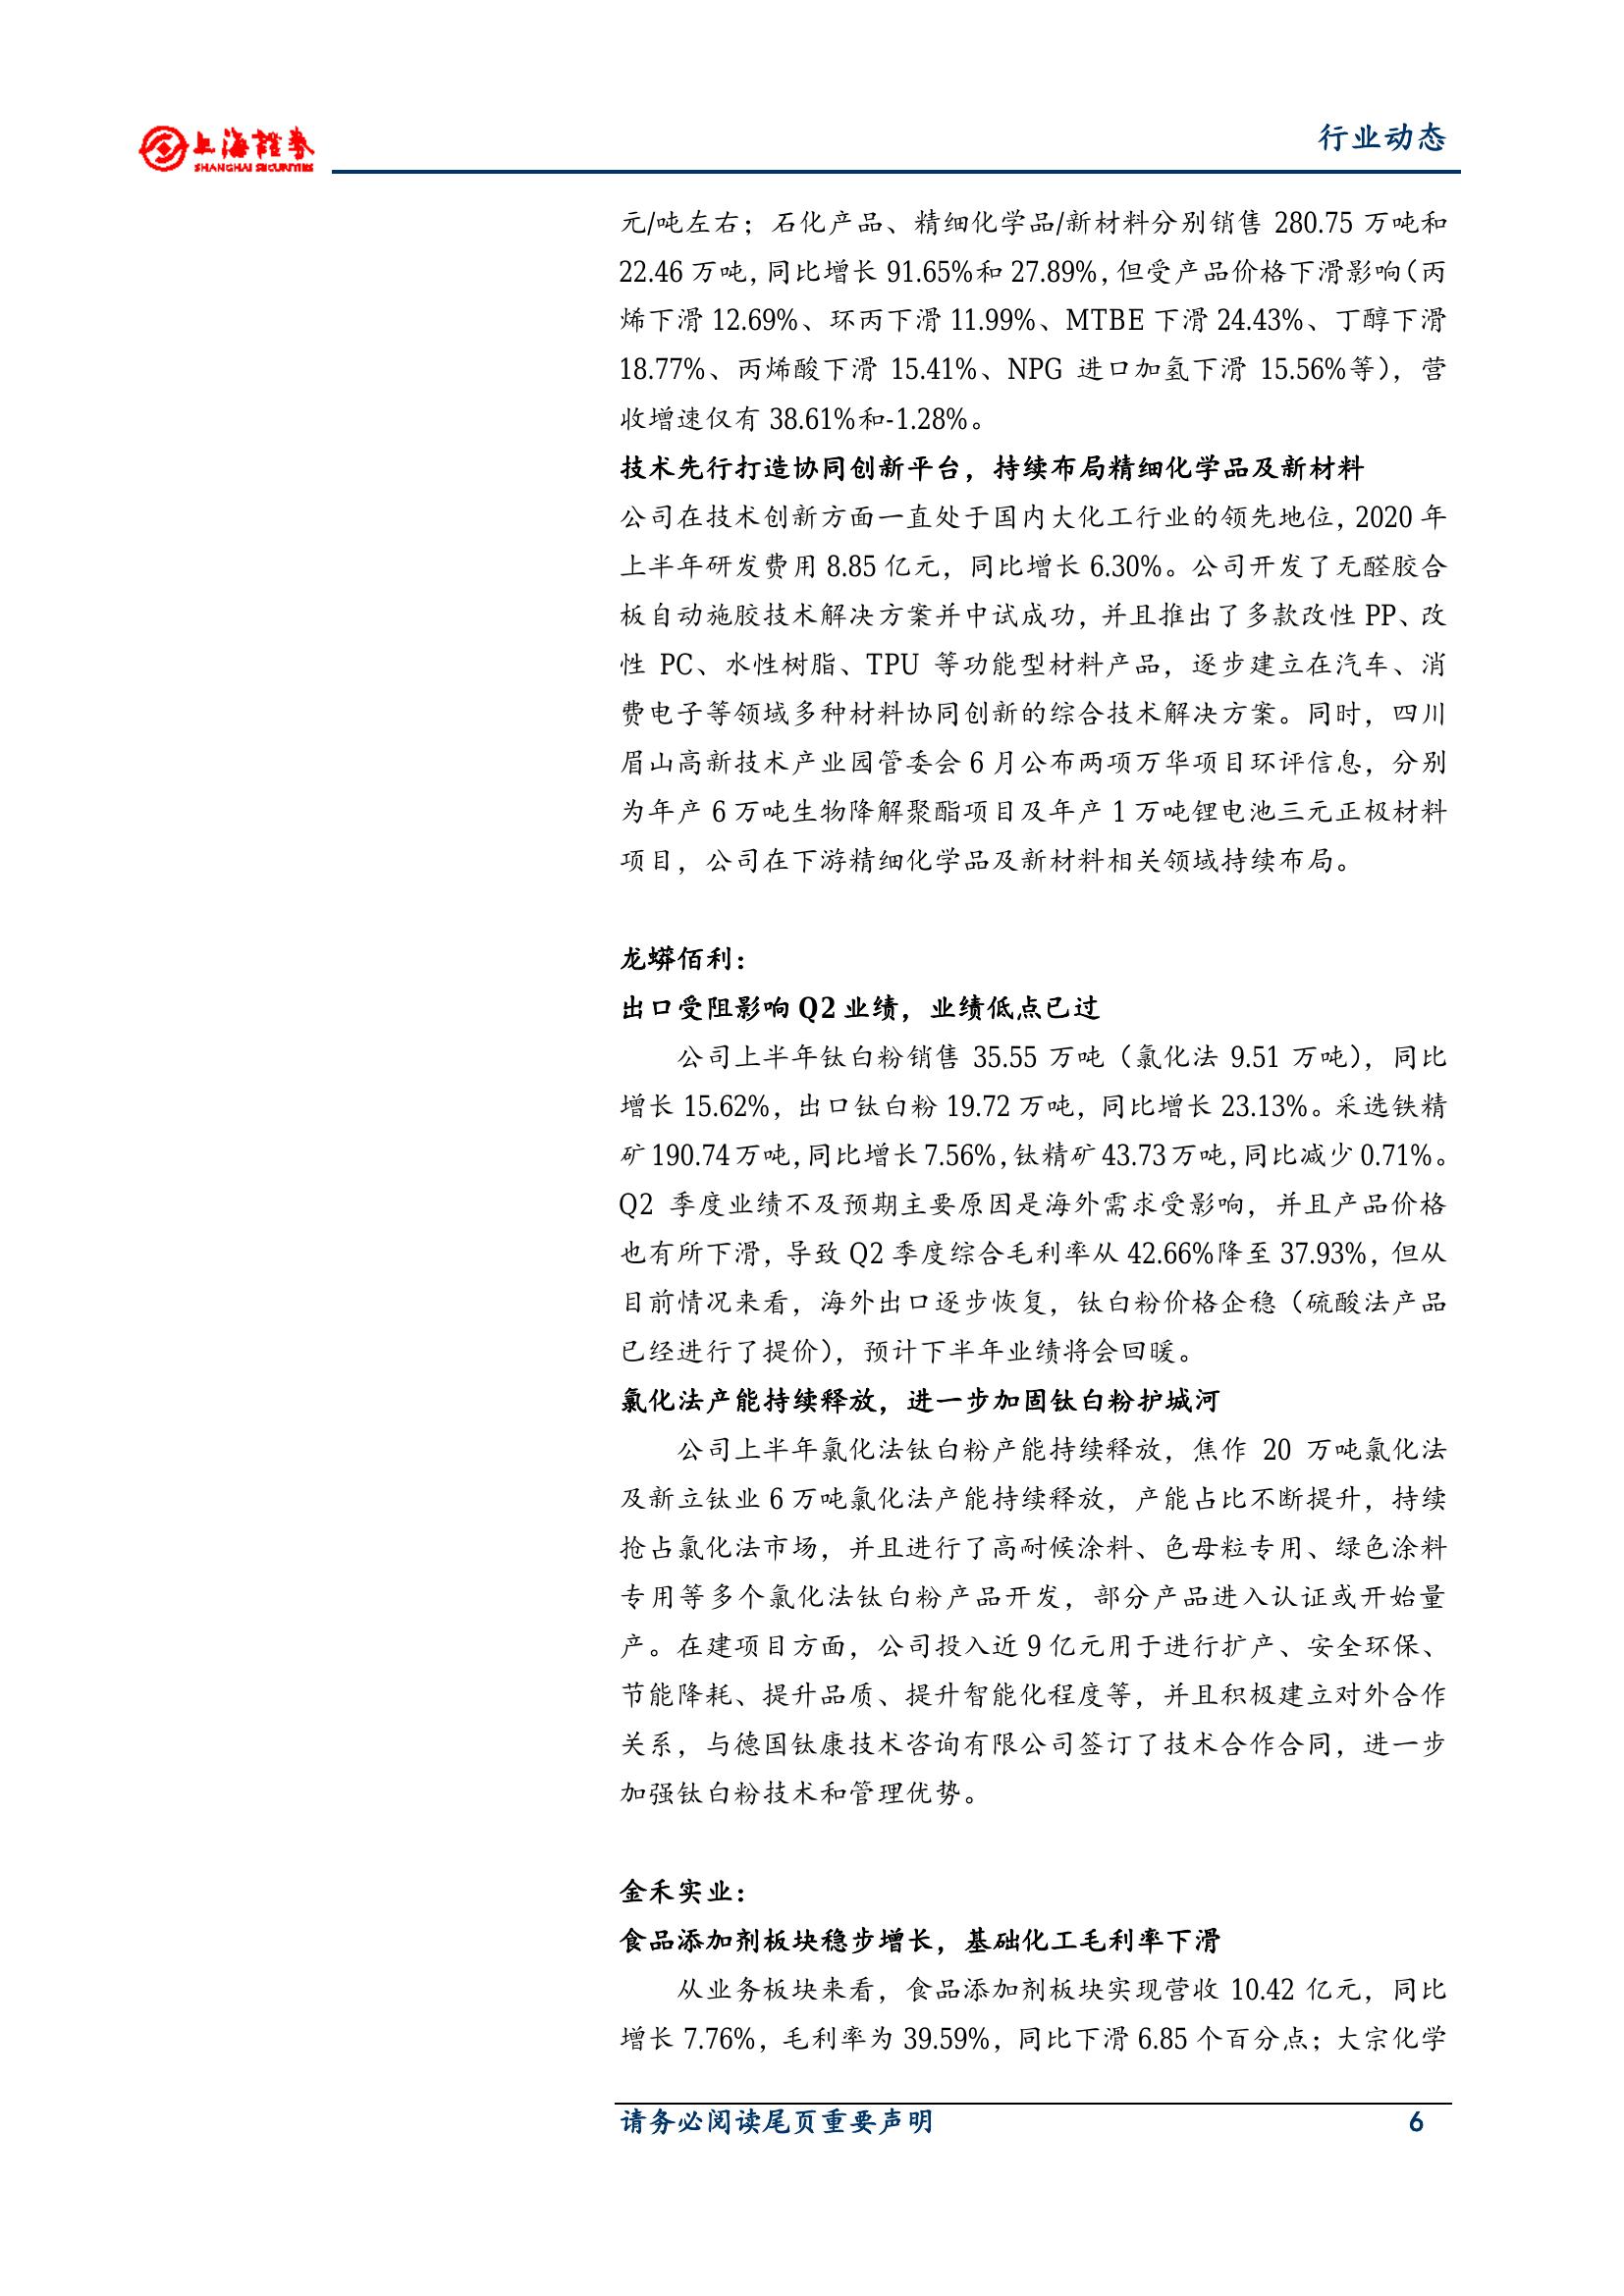 上海證券
SHANGHAI SECURITIES
行业动态
元/吨左右；石化产品、精细化学品/新材料分别销售 280.75 万吨和
22.46 万吨，同比增长 91.65%和 27.89%，但受产品价格下滑影响（丙
烯下滑 12.69%、环丙下滑 11.99%、MTBE 下滑 24.43%、丁醇下滑
18.77%、丙烯酸下滑 15.41%、NPG 进口加氢下滑 15.56%等），营
收增速仅有 38.61%和-1.28%。
技术先行打造协同创新平台，持续布局精细化学品及新材料
公司在技术创新方面一直处于国内大化工行业的领先地位，2020 年
上半年研发费用 8.85 亿元，同比增长 6.30%。公司开发了无醛胶合
板自动施胶技术解决方案并中试成功，并且推出了多款改性 PP、改
性 PC、水性树脂、TPU 等功能型材料产品，逐步建立在汽车、消
费电子等领域多种材料协同创新的综合技术解决方案。同时，四川
眉山高新技术产业园管委会 6 月公布两项万华项目环评信息，分别
为年产 6 万吨生物降解聚酯项目及年产 1 万吨锂电池三元正极材料
项目，公司在下游精细化学品及新材料相关领域持续布局。
龙蟒佰利：
出口受阻影响 Q2 业绩，业绩低点已过
公司上半年钛白粉销售 35.55 万吨（氯化法 9.51 万吨），同比
增长 15.62%，出口钛白粉 19.72 万吨，同比增长 23.13%。采选铁精
矿 190.74 万吨，同比增长 7.56%，钛精矿 43.73 万吨，同比减少 0.71%。
Q2 季度业绩不及预期主要原因是海外需求受影响，并且产品价格
也有所下滑，导致 Q2 季度综合毛利率从 42.66%降至 37.93%，但从
目前情况来看，海外出口逐步恢复，钛白粉价格企稳（硫酸法产品
已经进行了提价），预计下半年业绩将会回暖。
氯化法产能持续释放，进一步加固钛白粉护城河
公司上半年氯化法钛白粉产能持续释放，焦作 20 万吨氯化法
及新立钛业 6 万吨氯化法产能持续释放，产能占比不断提升，持续
抢占氯化法市场，并且进行了高耐候涂料、色母粒专用、绿色涂料
专用等多个氯化法钛白粉产品开发，部分产品进入认证或开始量
产。在建项目方面，公司投入近 9 亿元用于进行扩产、安全环保、
节能降耗、提升品质、提升智能化程度等，并且积极建立对外合作
关系，与德国钛康技术咨询有限公司签订了技术合作合同，进一步
加强钛白粉技术和管理优势。
金禾实业：
食品添加剂板块稳步增长，基础化工毛利率下滑
从业务板块来看，食品添加剂板块实现营收 10.42 亿元，同比
增长 7.76%，毛利率为 39.59%，同比下滑 6.85 个百分点；大宗化学
请务必阅读尾页重要声明
6